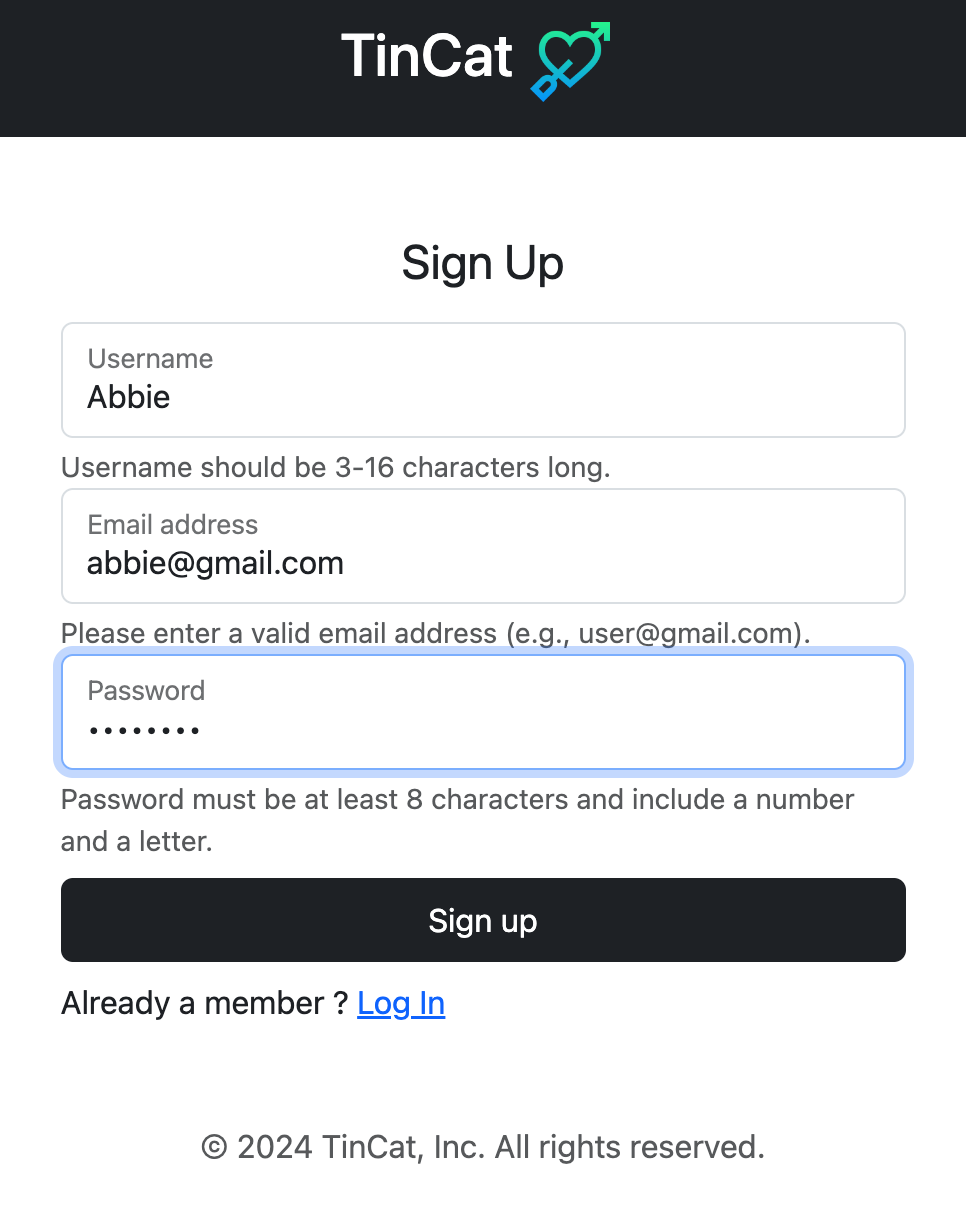 TinCat
Sign Up
Username
Abbie
Username should be 3-16 characters long.
Email address
abbie@gmail.com
Please enter a valid email address (e.g., user@gmail.com).
Password
••••••••
Password must be at least 8 characters and include a number
and a letter.
Sign up
Already a member ? Log In
© 2024 TinCat, Inc. All rights reserved.